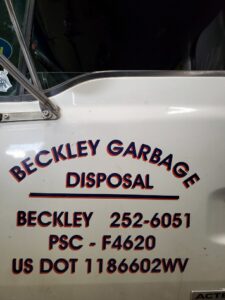 BECKLEY GARBAGE
DISPOSAL
BECKLEY 252-6051
PSC - F4620
US DOT 1186602WV